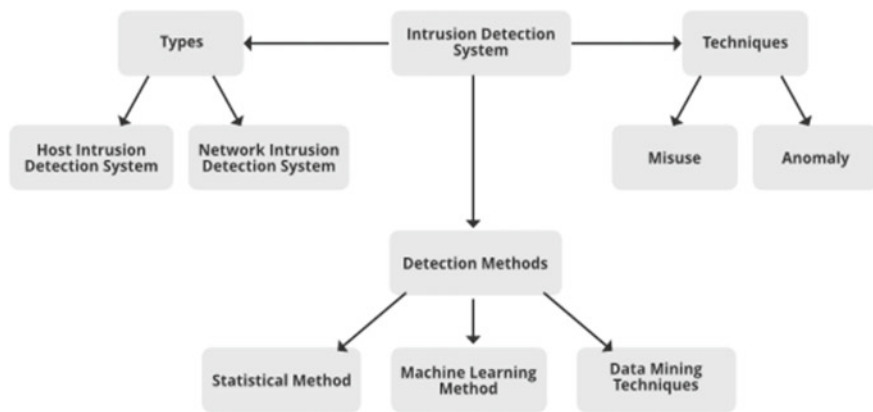 Types
Intrusion Detection
System
Techniques
Host Intrusion
Detection System
Network Intrusion
Detection System
Misuse
Anomaly
Detection Methods
Statistical Method
Machine Learning
Method
Data Mining
Techniques